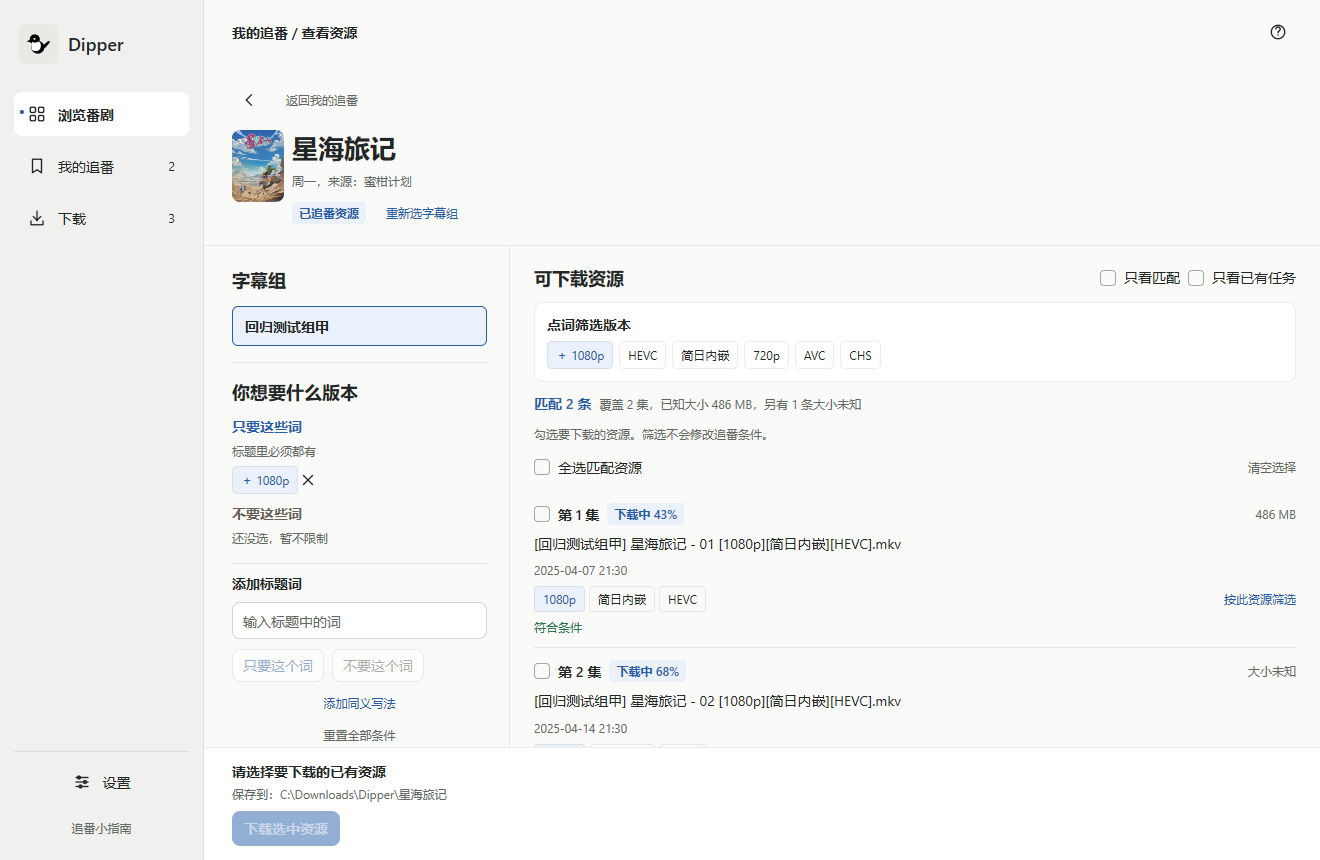 Dipper
浏览番剧
我的追番 2
下载 3
设置
追番小指南
我的追番 / 查看资源
返回我的追番
星海旅记
周一，来源：蜜柑计划
已追番资源 重新选字幕组
字幕组
回归测试组甲
你想要什么版本
只要这些词
标题里必须都有
+ 1080p
不要这些词
还没选，暂不限制
添加标题词
输入标题中的词
只要这个词 不要这个词
添加同义写法
重置全部条件
可下载资源 只看匹配 只看已有任务
点词筛选版本
+ 1080p HEVC 简日内嵌 720p AVC CHS
匹配 2 条 覆盖 2 集，已知大小 486 MB，另有 1 条大小未知
勾选要下载的资源。筛选不会修改追番条件。
全选匹配资源 清空选择
第 1 集 下载中 43% 486 MB
[回归测试组甲] 星海旅记 - 01 [1080p][简日内嵌][HEVC].mkv
2025-04-07 21:30
1080p 简日内嵌 HEVC 按此资源筛选
符合条件
第 2 集 下载中 68% 大小未知
[回归测试组甲] 星海旅记 - 02 [1080p][简日内嵌][HEVC].mkv
2025-04-14 21:30
请选择要下载的已有资源
保存到：C:\Downloads\Dipper\星海旅记
下载选中资源